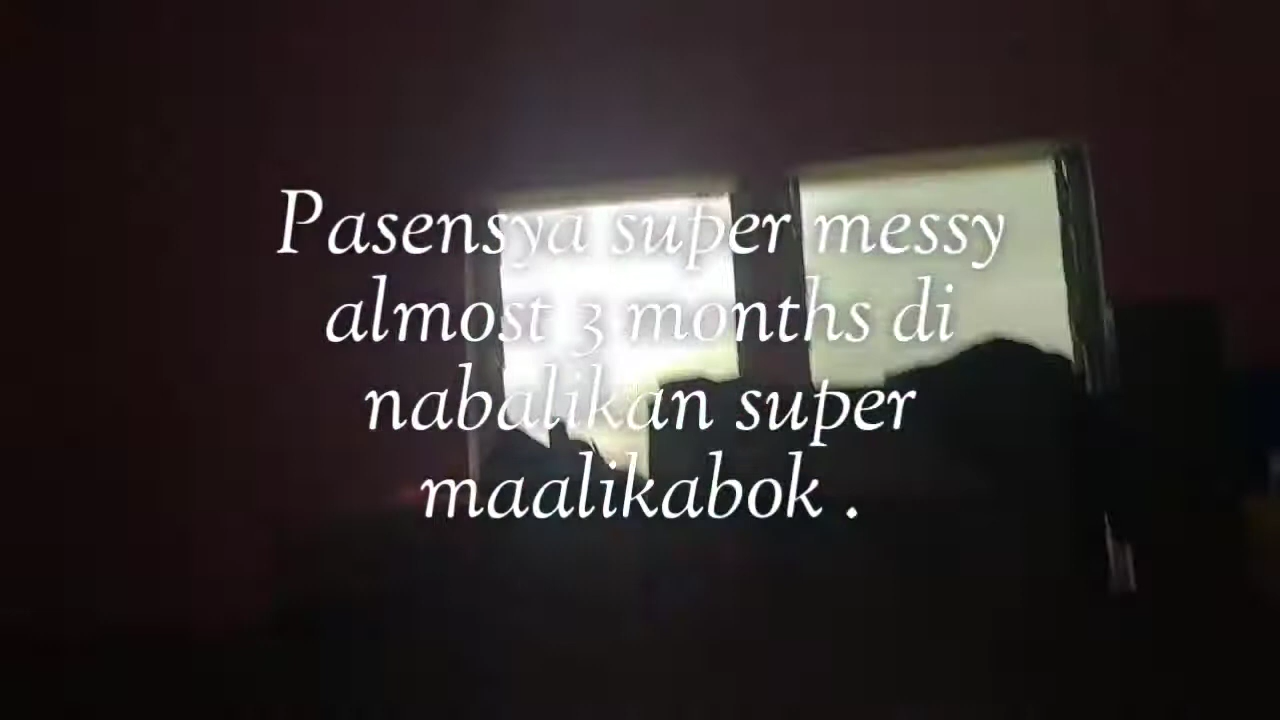 Pasensya super messy
almost 3 months di
nabalikan super
maalikabok .